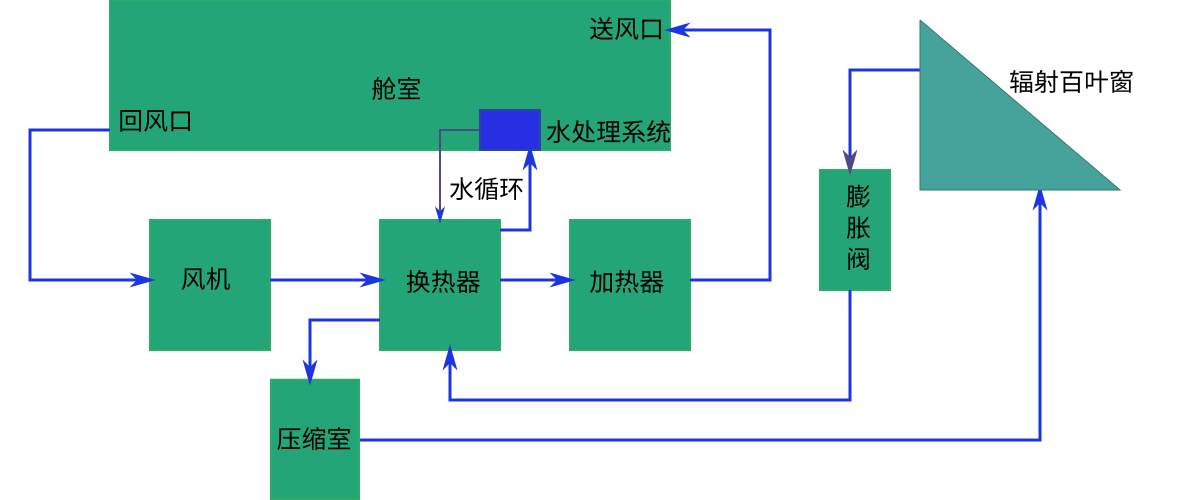 送风口
舱室
辐射百叶窗
回风口
水处理系统
水循环
膨
胀
阀
风机
换热器
加热器
压缩室